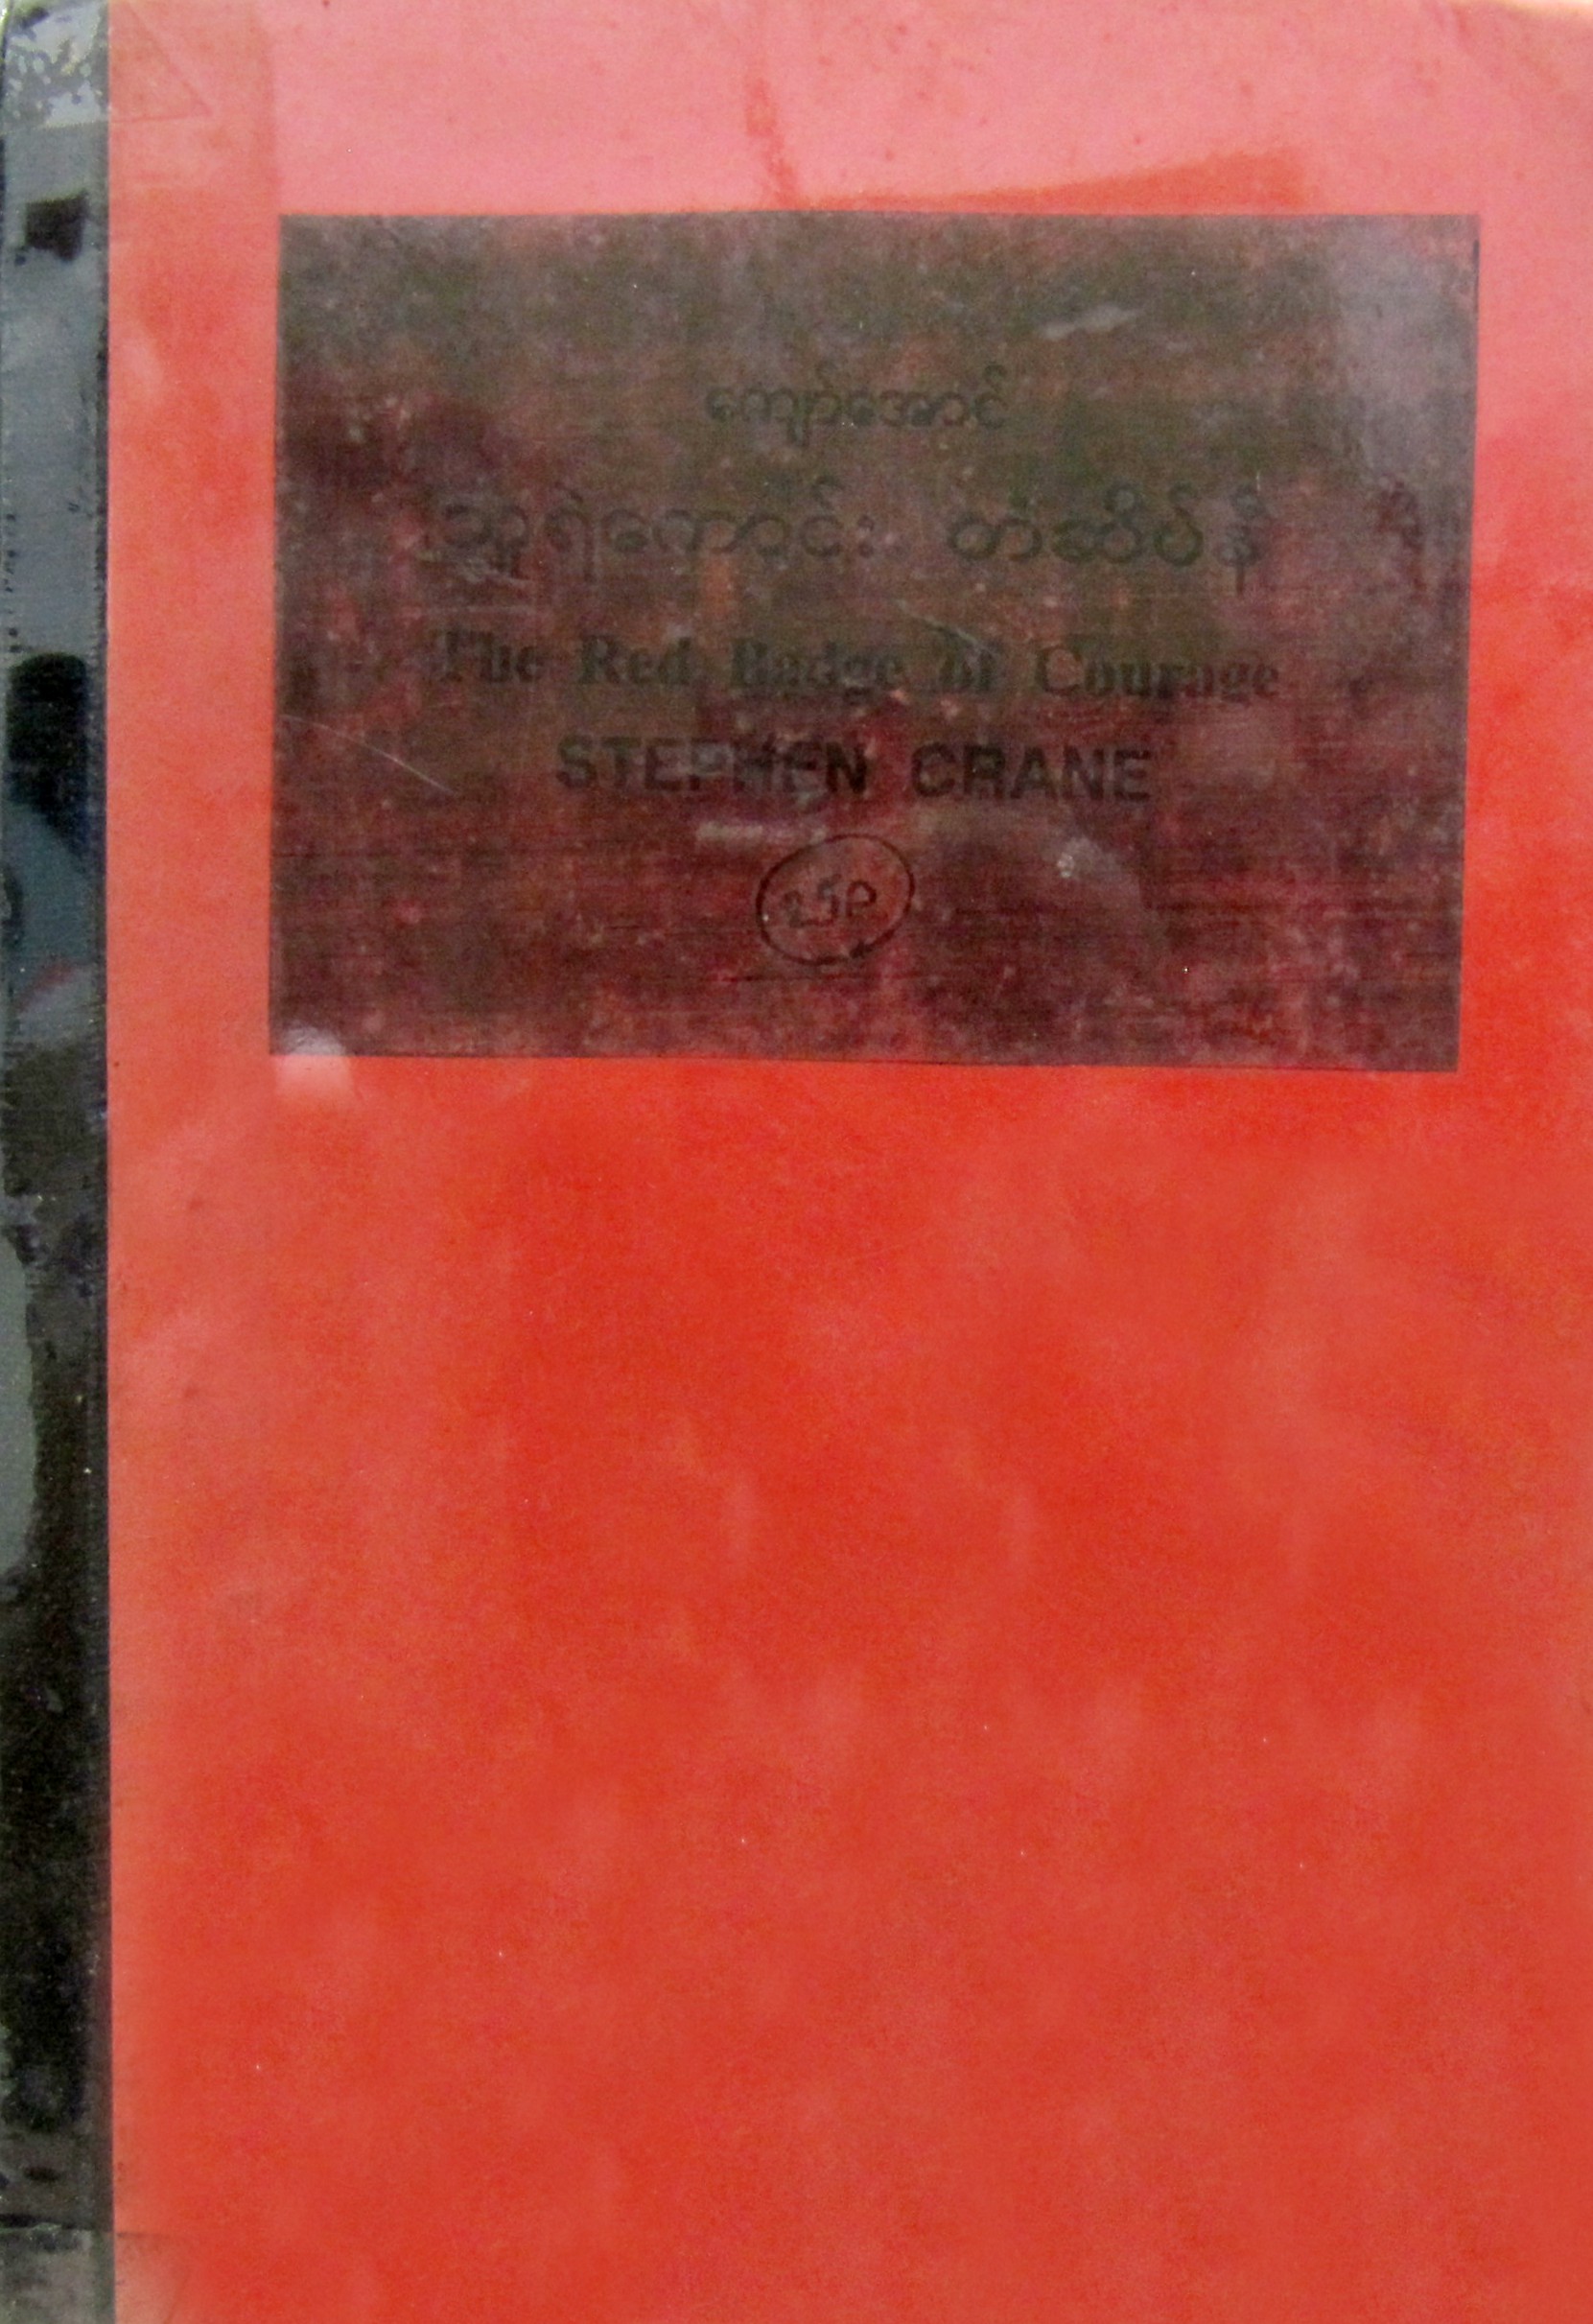 ကျော်အောင်
သူရဲကောင်း တံဆိပ်နီ
The Red Badge of Courage
STEPHEN CRANE